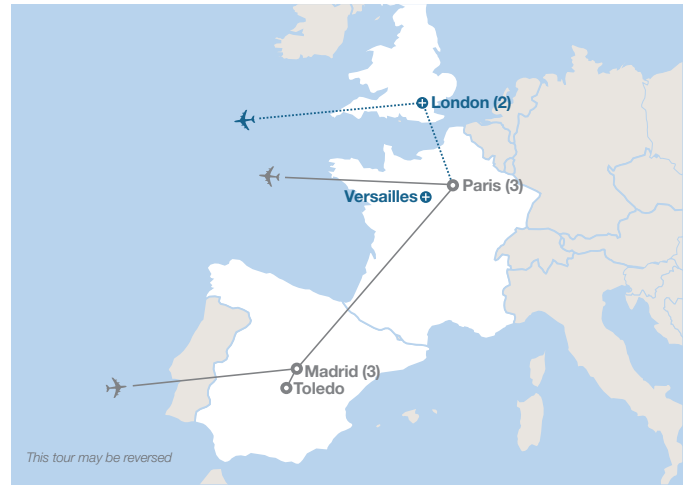 London (2)
Paris (3)
Versailles
Madrid (3)
Toledo
This tour may be reversed